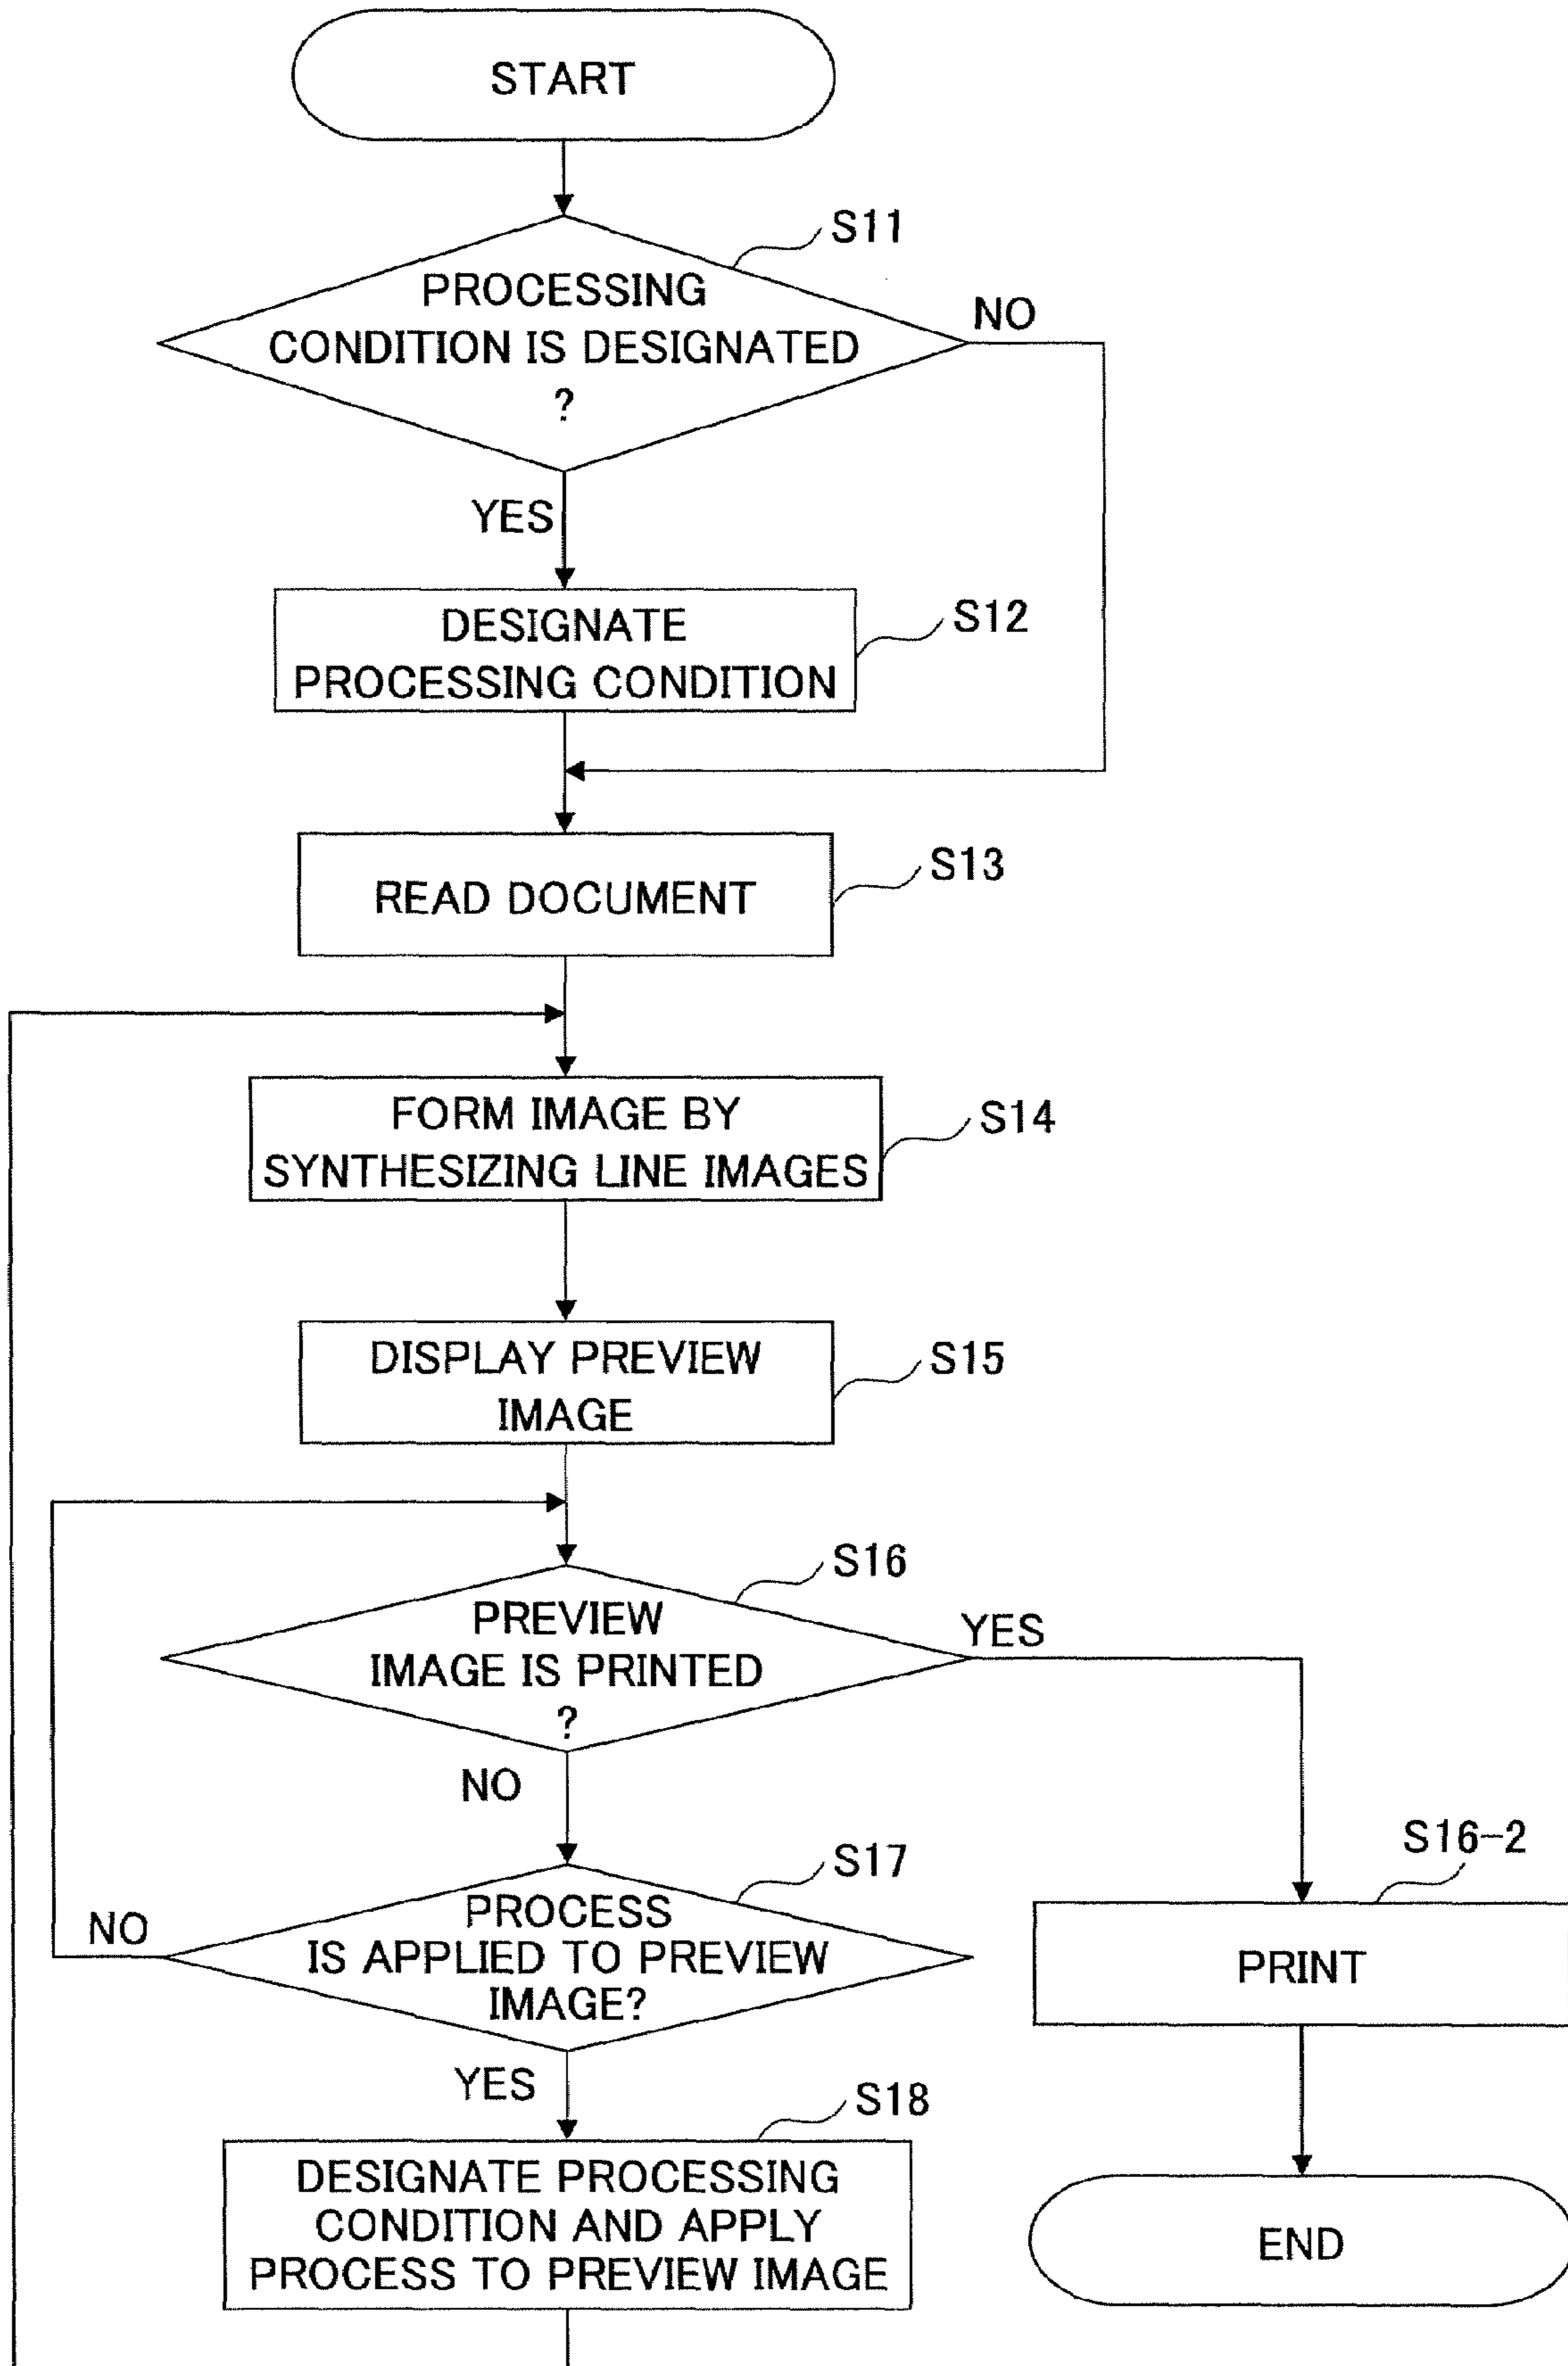 START
S11
PROCESSING
CONDITION IS DESIGNATED
?
NO
YES
DESIGNATE
PROCESSING CONDITION
S12
READ DOCUMENT
S13
FORM IMAGE BY
SYNTHESIZING LINE IMAGES
S14
DISPLAY PREVIEW
IMAGE
S15
S16
PREVIEW
IMAGE IS PRINTED
?
YES
NO
S17
PROCESS
IS APPLIED TO PREVIEW
IMAGE?
NO
YES
S18
DESIGNATE PROCESSING
CONDITION AND APPLY
PROCESS TO PREVIEW IMAGE
S16-2
PRINT
END